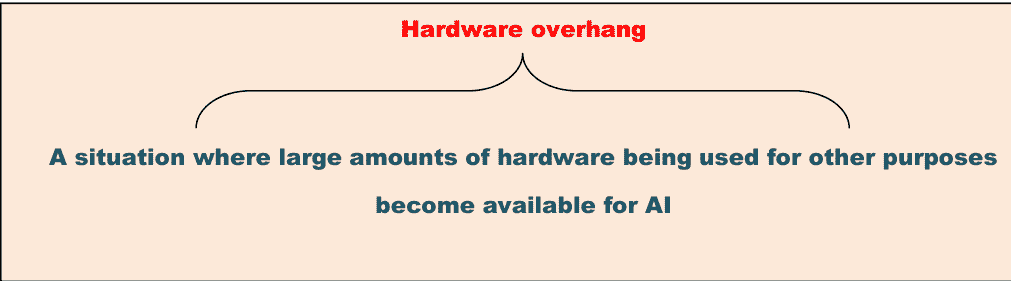 Hardware overhang
A situation where large amounts of hardware being used for other purposes
become available for AI